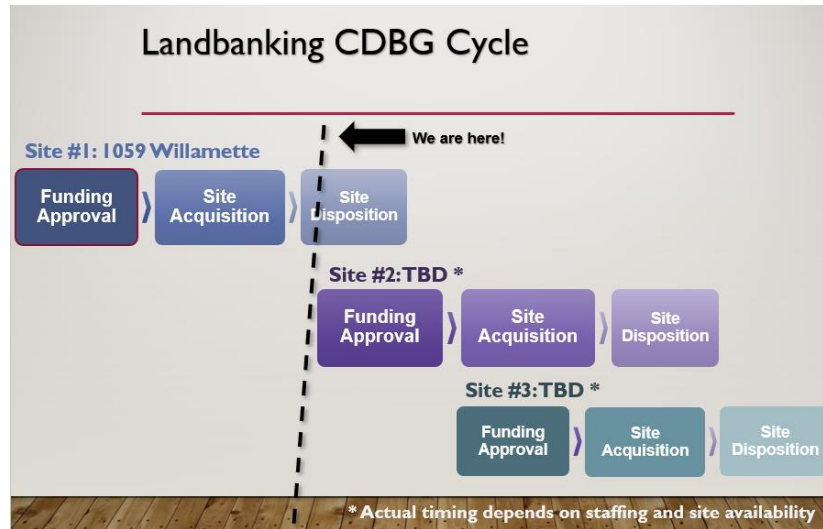 Landbanking CDBG Cycle
We are here!
Site #1: 1059 Willamette
Funding
Approval
Site
Acquisition
Site
Disposition
Site #2: TBD *
Funding
Approval
Site
Acquisition
Site
Disposition
Site #3: TBD *
Funding
Approval
Site
Acquisition
Site
Disposition
* Actual timing depends on staffing and site availability